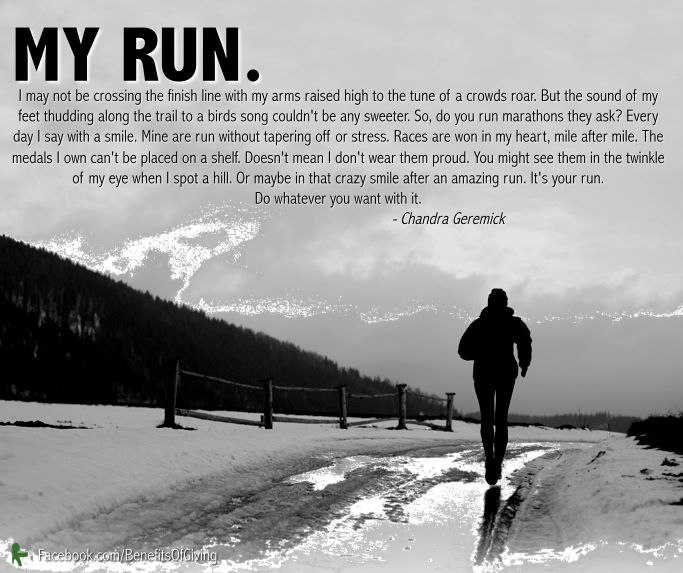 MY RUN.
I may not be crossing the finish line with my arms raised high to the tune of a crowds roar. But the sound of my
feet thudding along the trail to a birds song couldn't be any sweeter. So, do you run marathons they ask? Every
day I say with a smile. Mine are run without tapering off or stress. Races are won in my heart, mile after mile. The
medals I own can't be placed on a shelf. Doesn't mean I don't wear them proud. You might see them in the twinkle
of my eye when I spot a hill. Or maybe in that crazy smile after an amazing run. It's your run.
Do whatever you want with it.
- Chandra Geremick
Facebook.com/BenefitsOfGiving